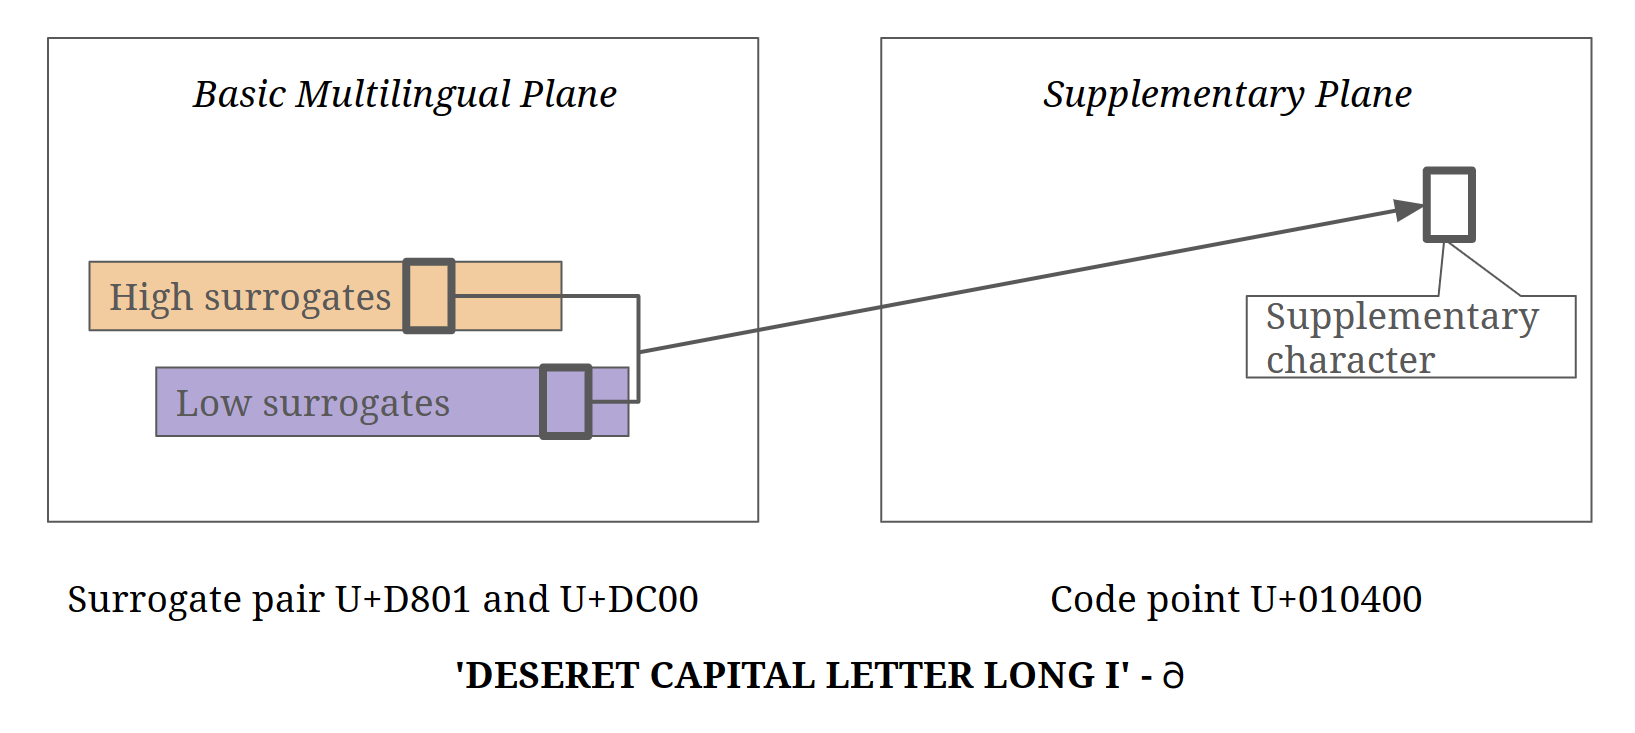 Basic Multilingual Plane
Supplementary Plane
High surrogates
Low surrogates
Supplementary
character
Surrogate pair U+D801 and U+DC00
Code point U+010400
'DESERET CAPITAL LETTER LONG I' - 𐐀